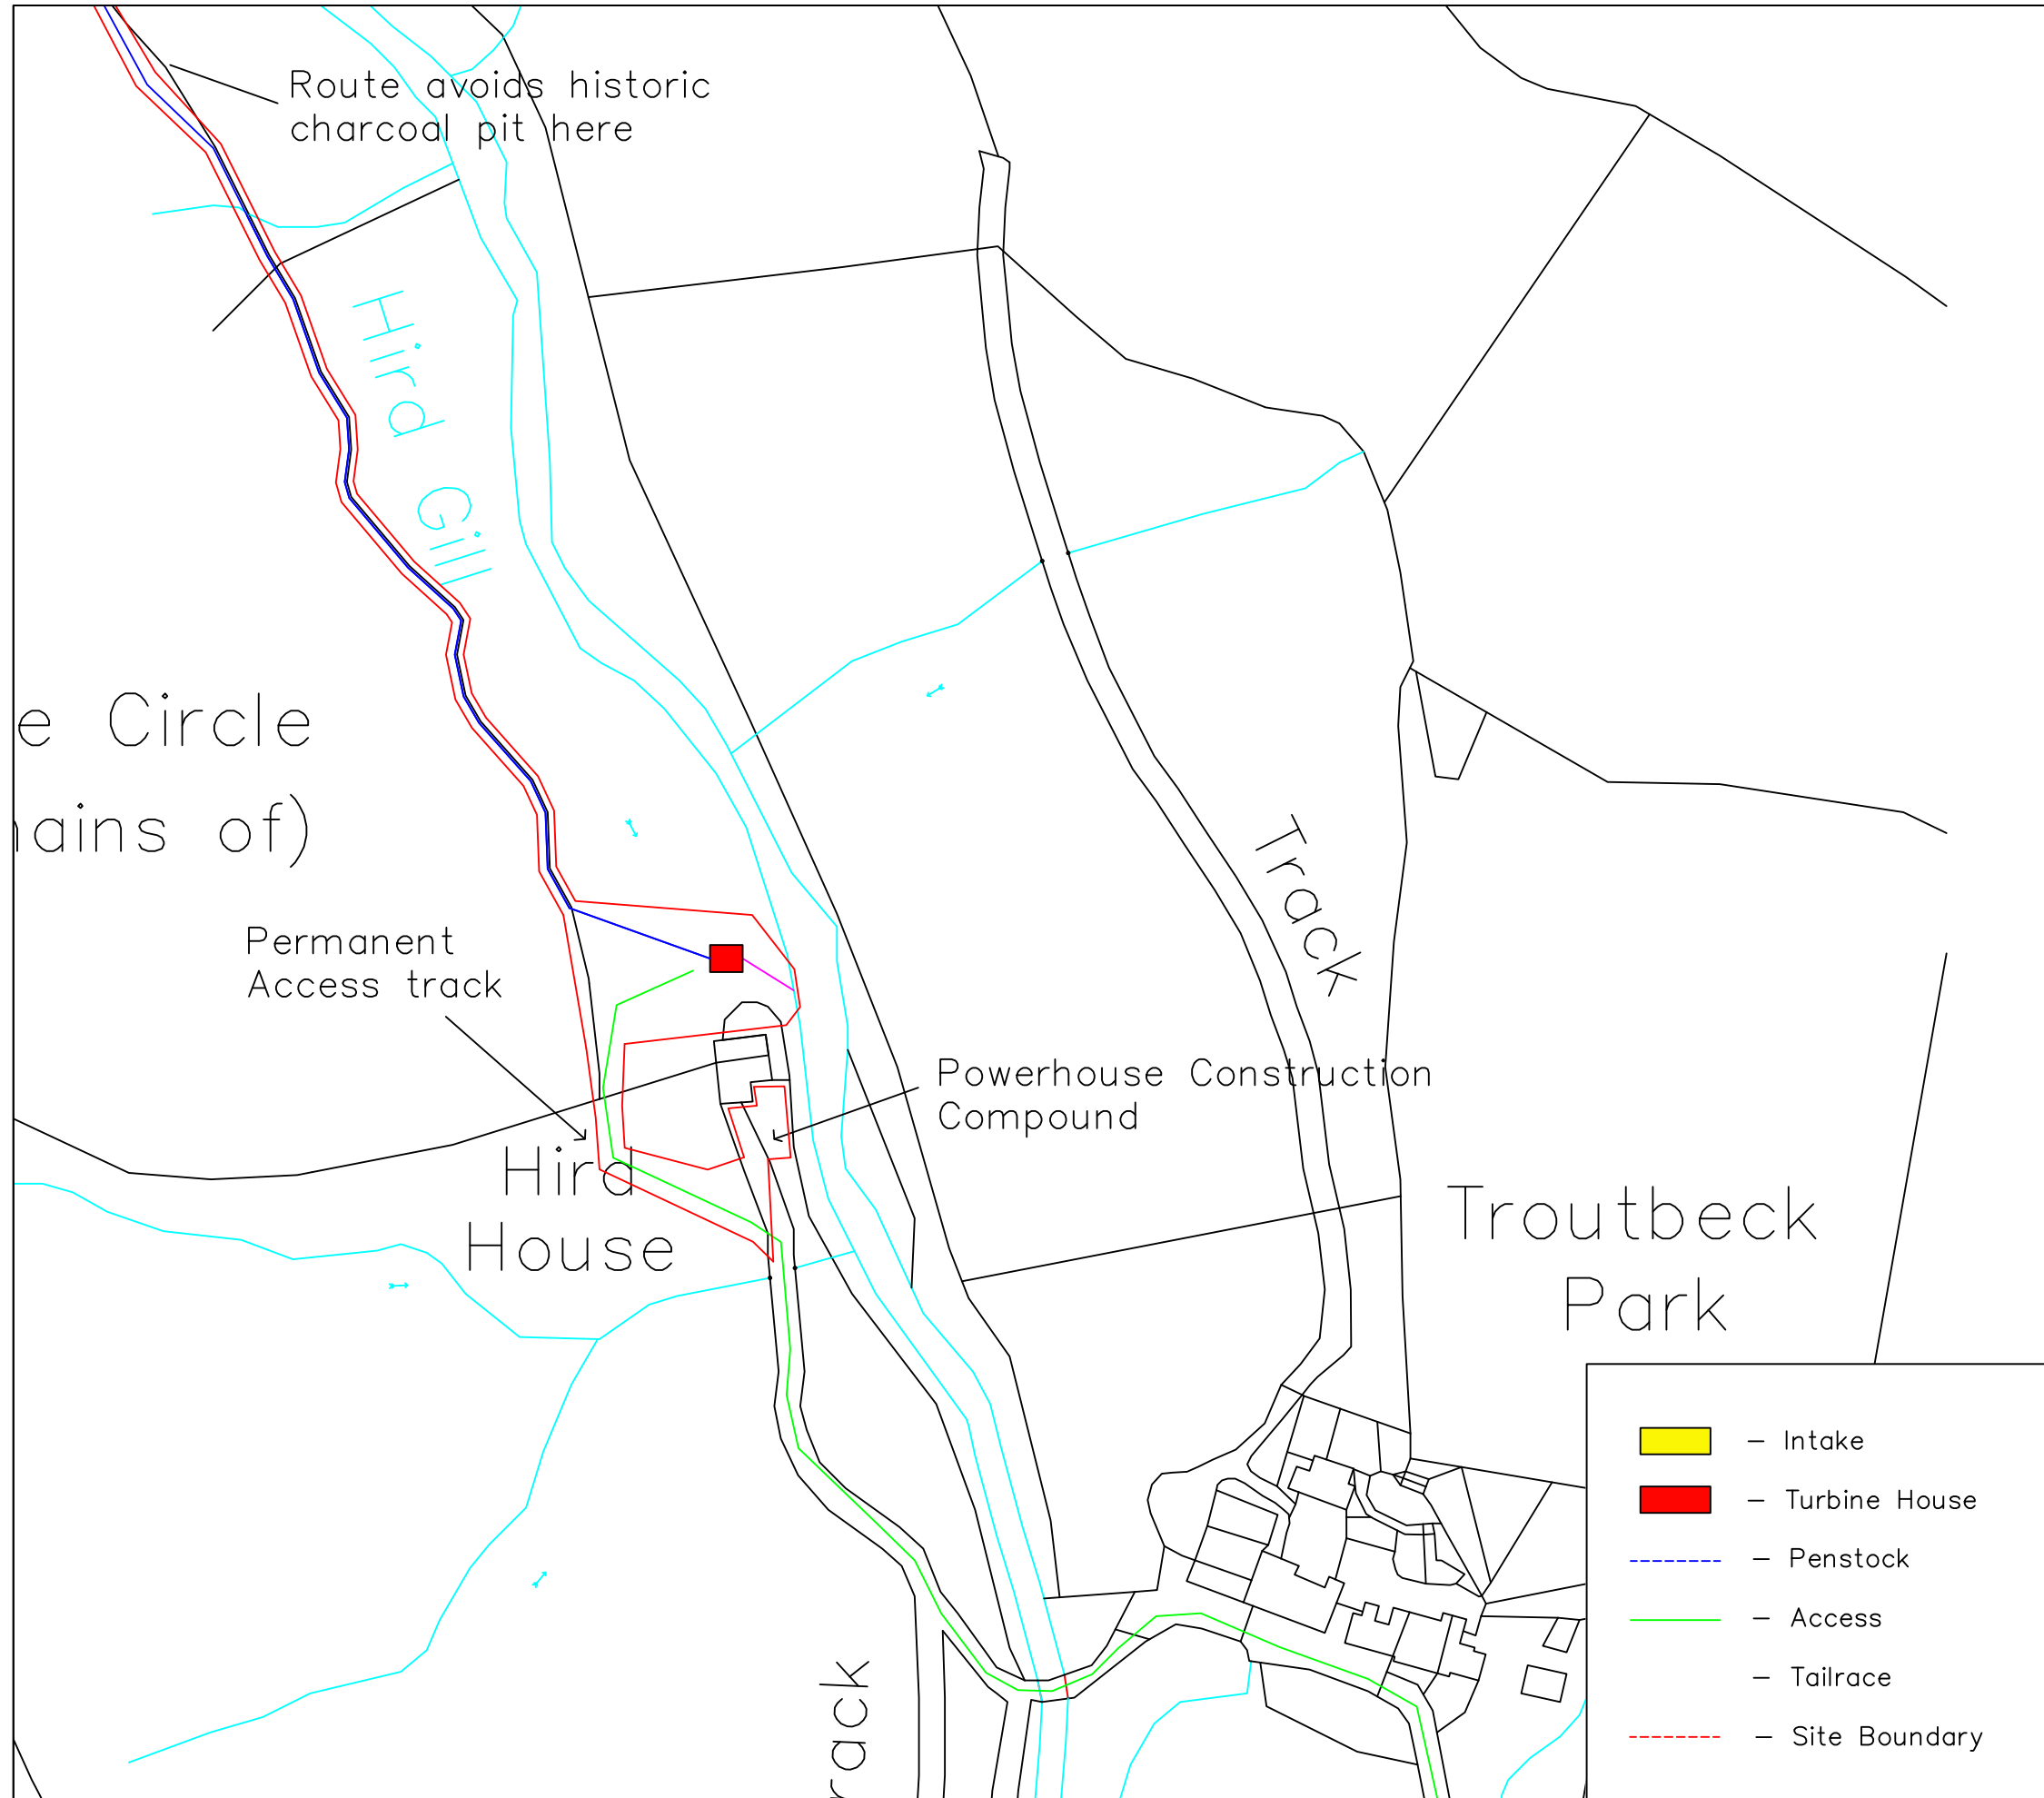 Route avoids historic
charcoal pit here
Hird Gill
e Circle
ains of)
Track
Permanent
Access track
Powerhouse Construction
Compound
Hird
House
Troutbeck
Park
rack
— Intake
— Turbine House
— Penstock
— Access
— Tailrace
— Site Boundary